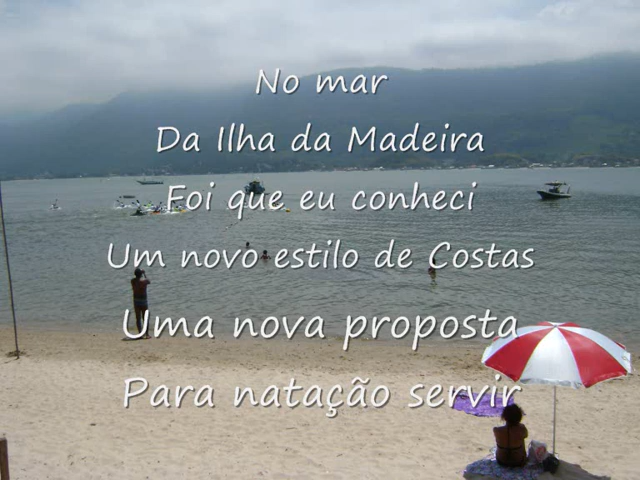 No mar
Da Ilha da Madeira
Foi que eu conheci
Um novo estilo de Costas
Uma nova proposta
Para natação servir